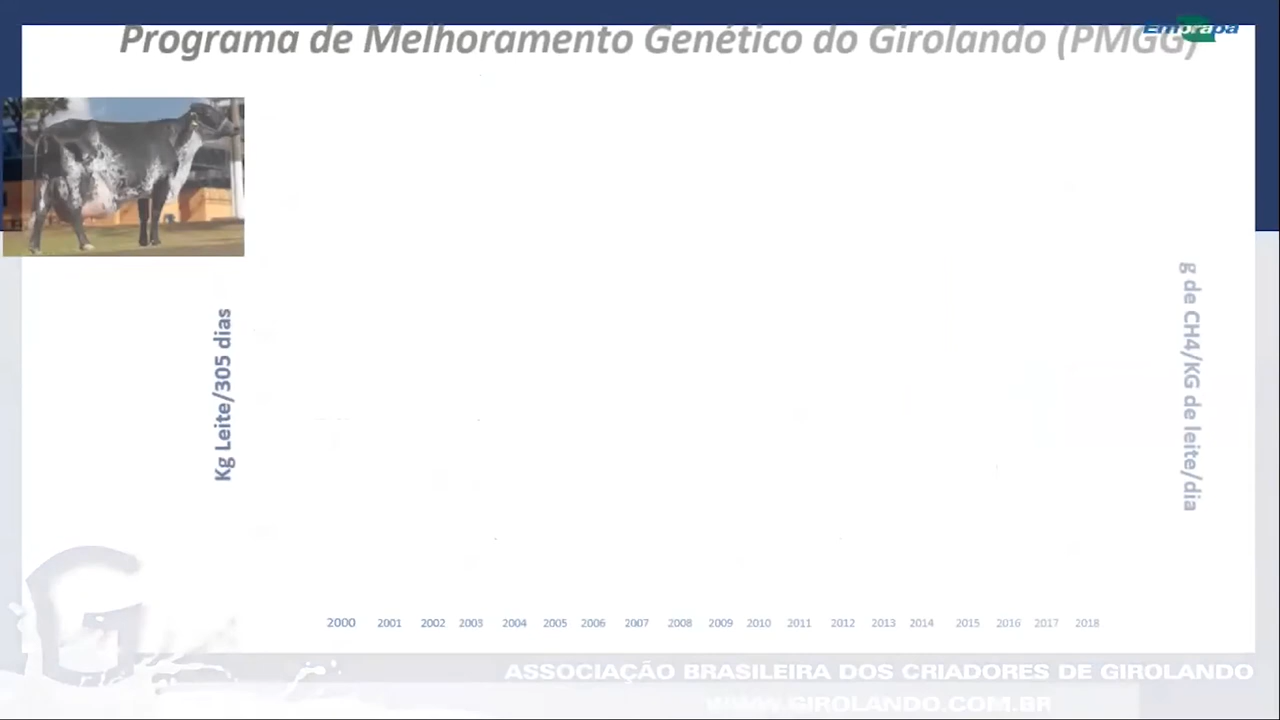 Programa de Melhoramento Genético do Girolando (PMGG)
Embrapa
Kg Leite/305 dias
g de CH4/KG de leite/dia
2000 2001 2002 2003 2004 2005 2006 2007 2008 2009 2010 2011 2012 2013 2014 2015 2016 2017 2018
ASSOCIAÇÃO BRASILEIRA DOS CRIADORES DE GIROLANDO
WWW.GIROLANDO.COM.BR